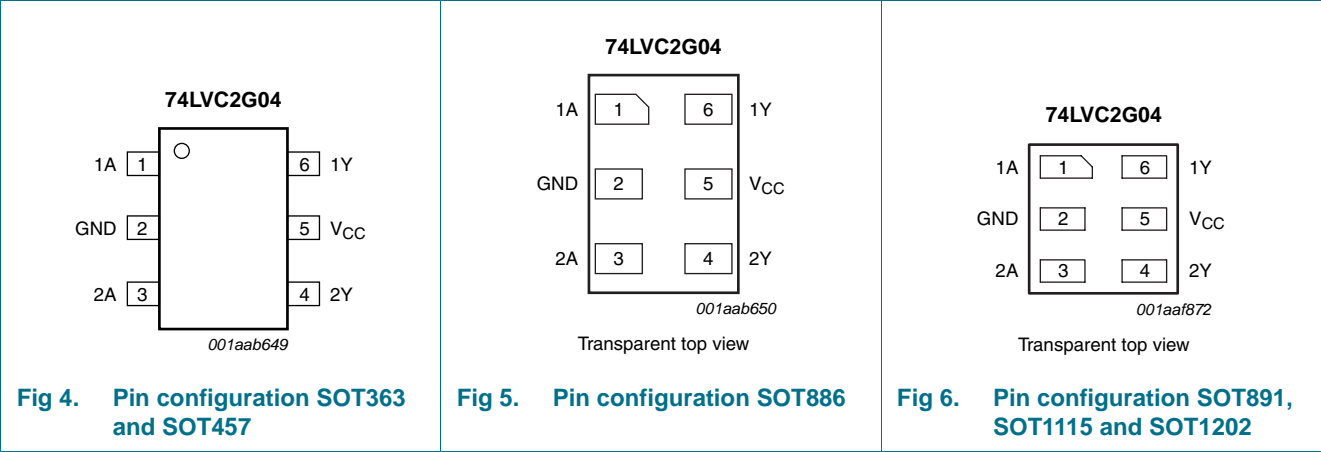 74LVC2G04
1A 1 6 1Y
GND 2 5 VCC
2A 3 4 2Y
001aab649
Fig 4. Pin configuration SOT363
and SOT457
74LVC2G04
1A 1 6 1Y
GND 2 5 VCC
2A 3 4 2Y
001aab650
Transparent top view
Fig 5. Pin configuration SOT886
74LVC2G04
1A 1 6 1Y
GND 2 5 VCC
2A 3 4 2Y
001aaf872
Transparent top view
Fig 6. Pin configuration SOT891,
SOT1115 and SOT1202